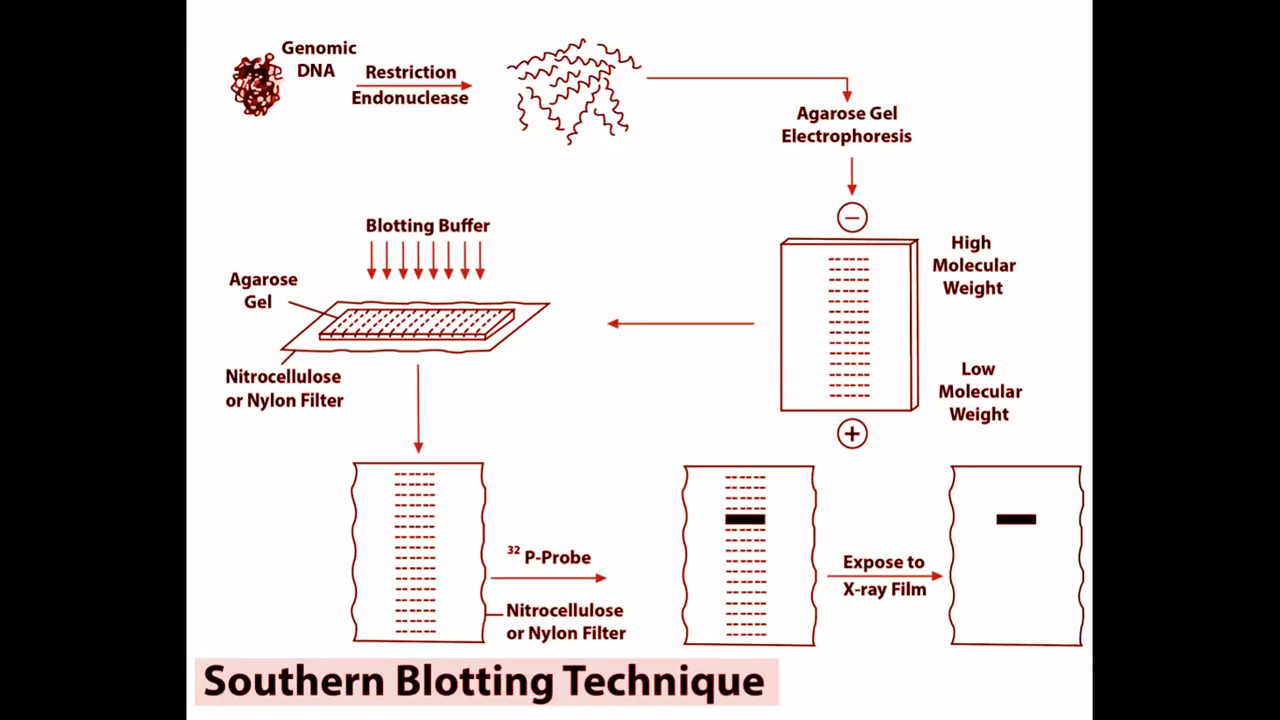 Genomic
DNA
Restriction
Endonuclease
Agarose Gel
Electrophoresis
−
High
Molecular
Weight
Low
Molecular
Weight
+
Blotting Buffer
Agarose
Gel
Nitrocellulose
or Nylon Filter
32 P-Probe
Nitrocellulose
or Nylon Filter
Expose to
X-ray Film
Southern Blotting Technique